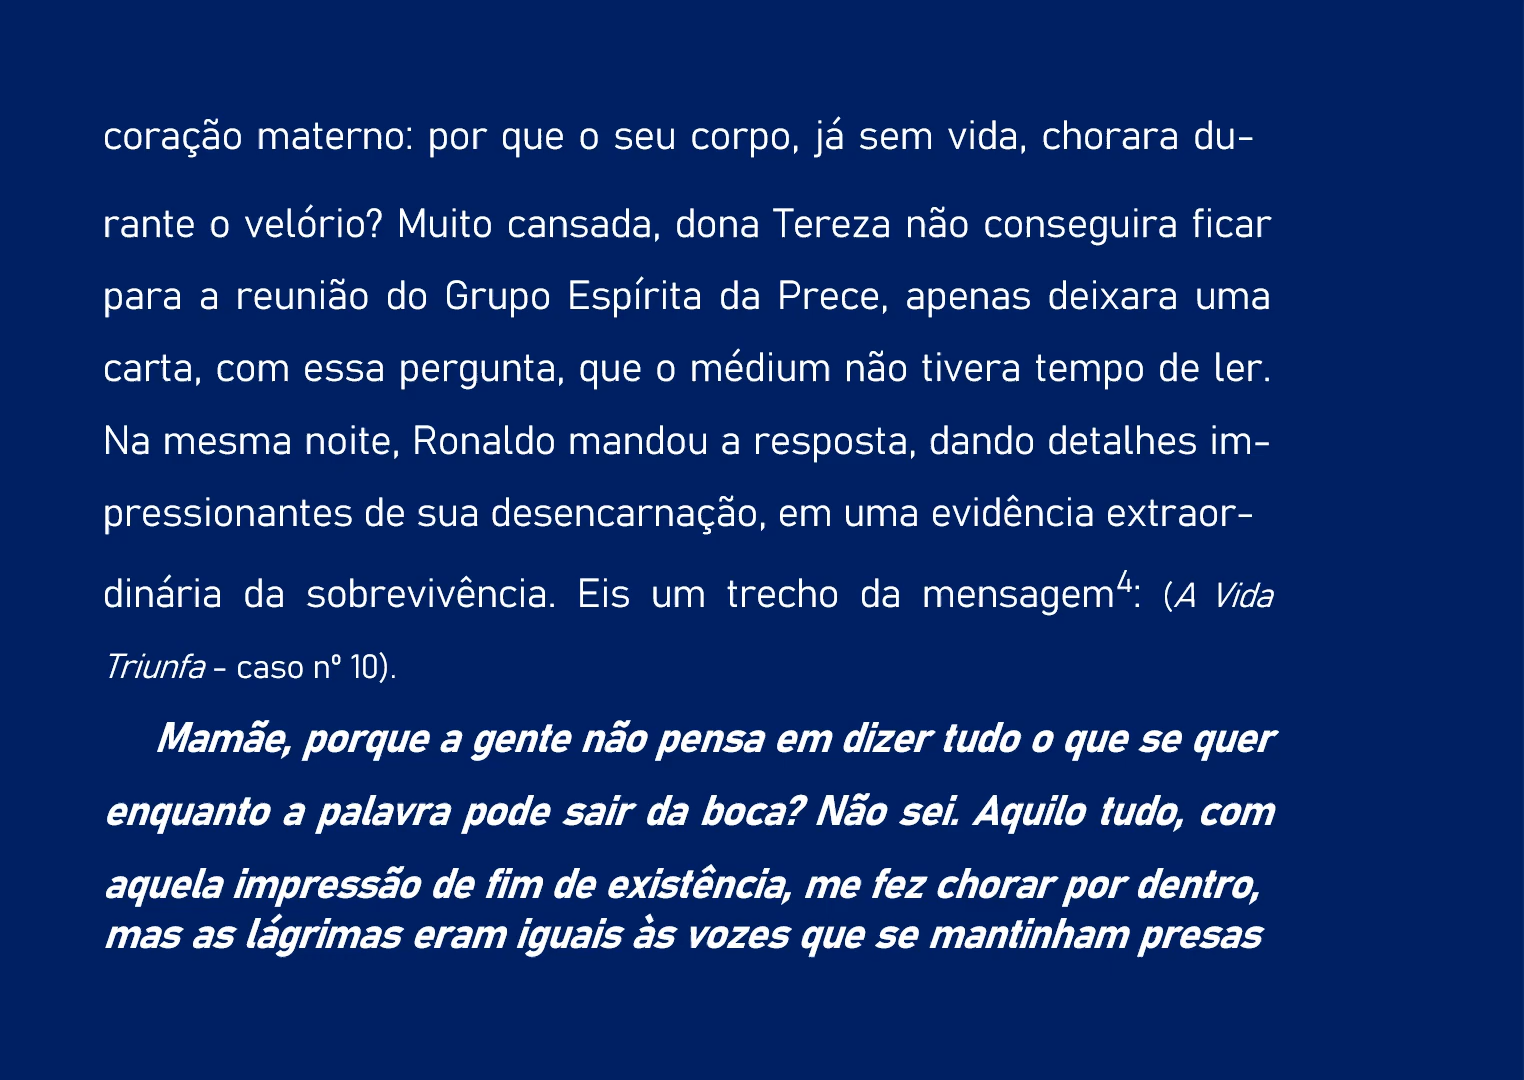 coração materno: por que o seu corpo, já sem vida, chorara du-
rante o velório? Muito cansada, dona Tereza não conseguira ficar
para a reunião do Grupo Espírita da Prece, apenas deixara uma
carta, com essa pergunta, que o médium não tivera tempo de ler.
Na mesma noite, Ronaldo mandou a resposta, dando detalhes im-
pressionantes de sua desencarnação, em uma evidência extraor-
dinária da sobrevivência. Eis um trecho da mensagem⁴: (A Vida
Triunfa - caso nº 10).
Mamãe, porque a gente não pensa em dizer tudo o que se quer
enquanto a palavra pode sair da boca? Não sei. Aquilo tudo, com
aquela impressão de fim de existência, me fez chorar por dentro,
mas as lágrimas eram iguais às vozes que se mantinham presas